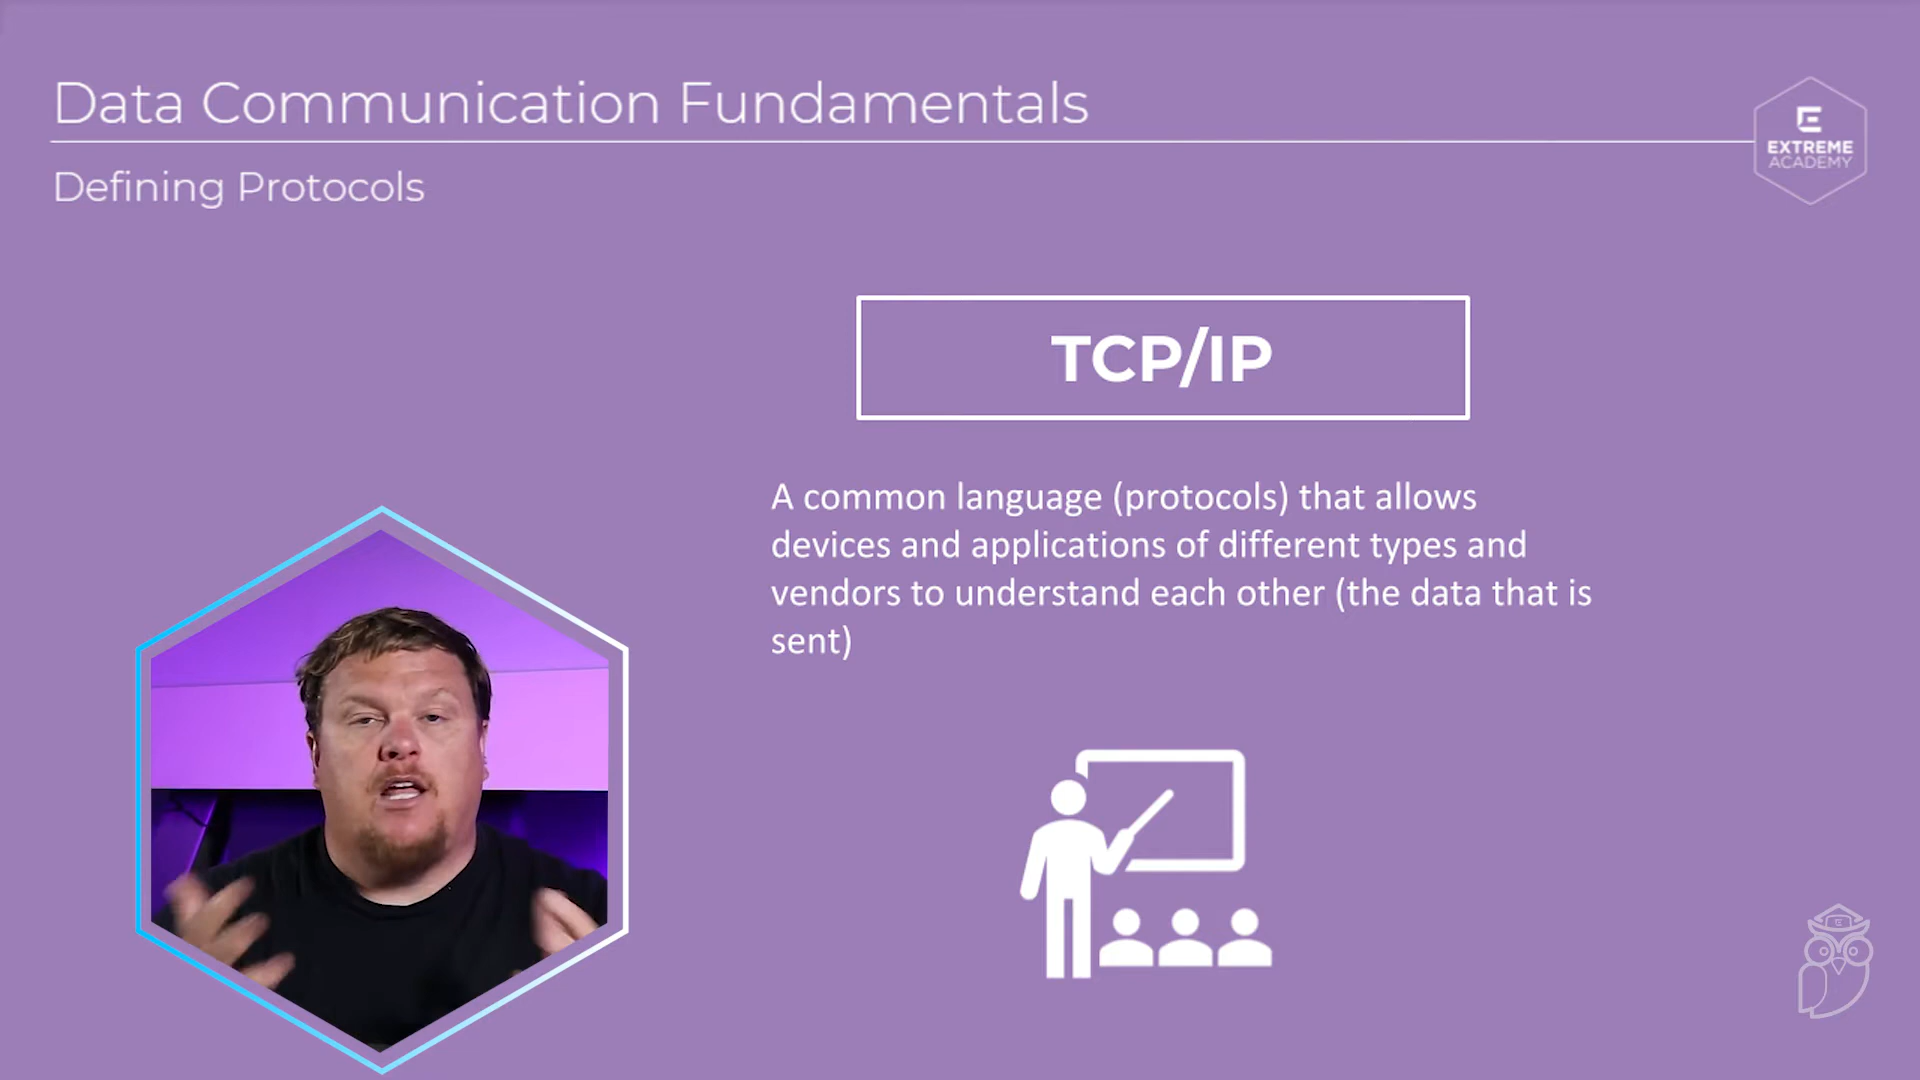 Data Communication Fundamentals
Defining Protocols
EXTREME
ACADEMY
TCP/IP
A common language (protocols) that allows
devices and applications of different types and
vendors to understand each other (the data that is
sent)